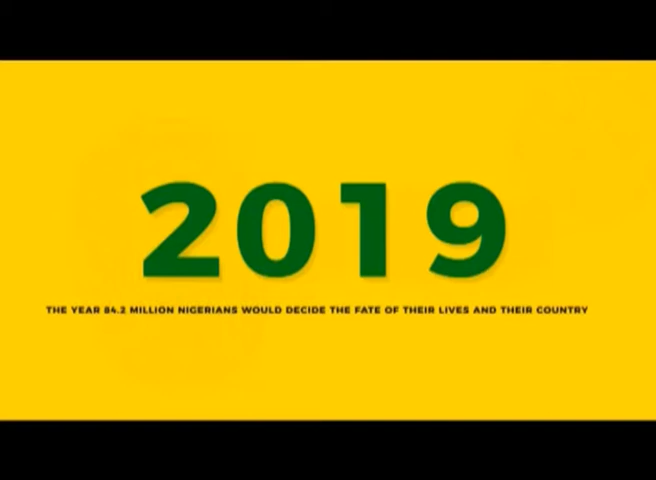 2019
THE YEAR 84.2 MILLION NIGERIANS WOULD DECIDE THE FATE OF THEIR LIVES AND THEIR COUNTRY